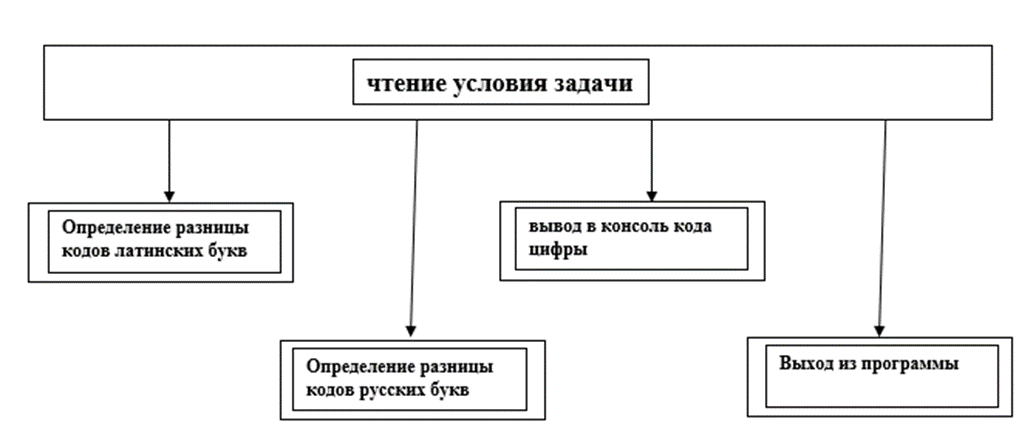 чтение условия задачи
Определение разницы
кодов латинских букв
вывод в консоль кода
цифры
Определение разницы
кодов русских букв
Выход из программы